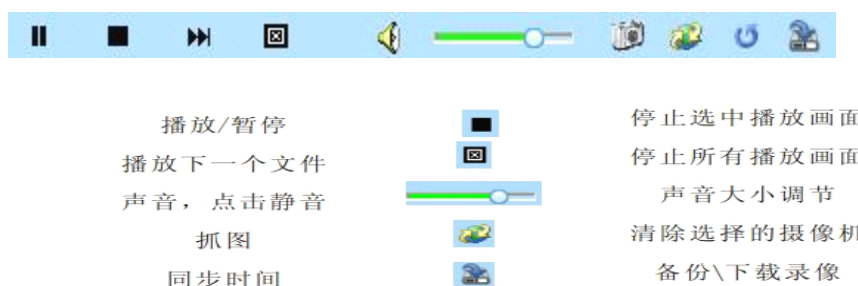 播放/暂停 停止选中播放画面
播放下一个文件 停止所有播放画面
声音，点击静音 声音大小调节
抓图 清除选择的摄像机
同步时间 备份\下载录像